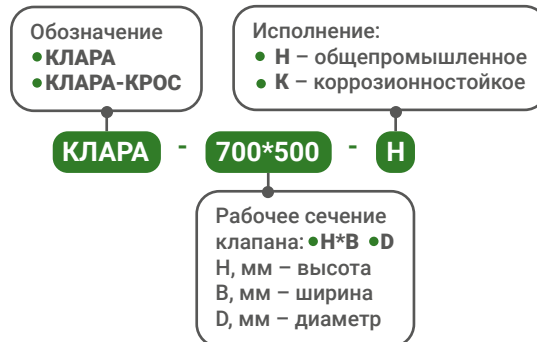 Обозначение
•КЛАРА
•КЛАРА-КРОС
Исполнение:
• Н – общепромышленное
• К – коррозионностойкое
КЛАРА - 700*500 - Н
Рабочее сечение
клапана: •H*B •D
H, мм – высота
B, мм – ширина
D, мм – диаметр